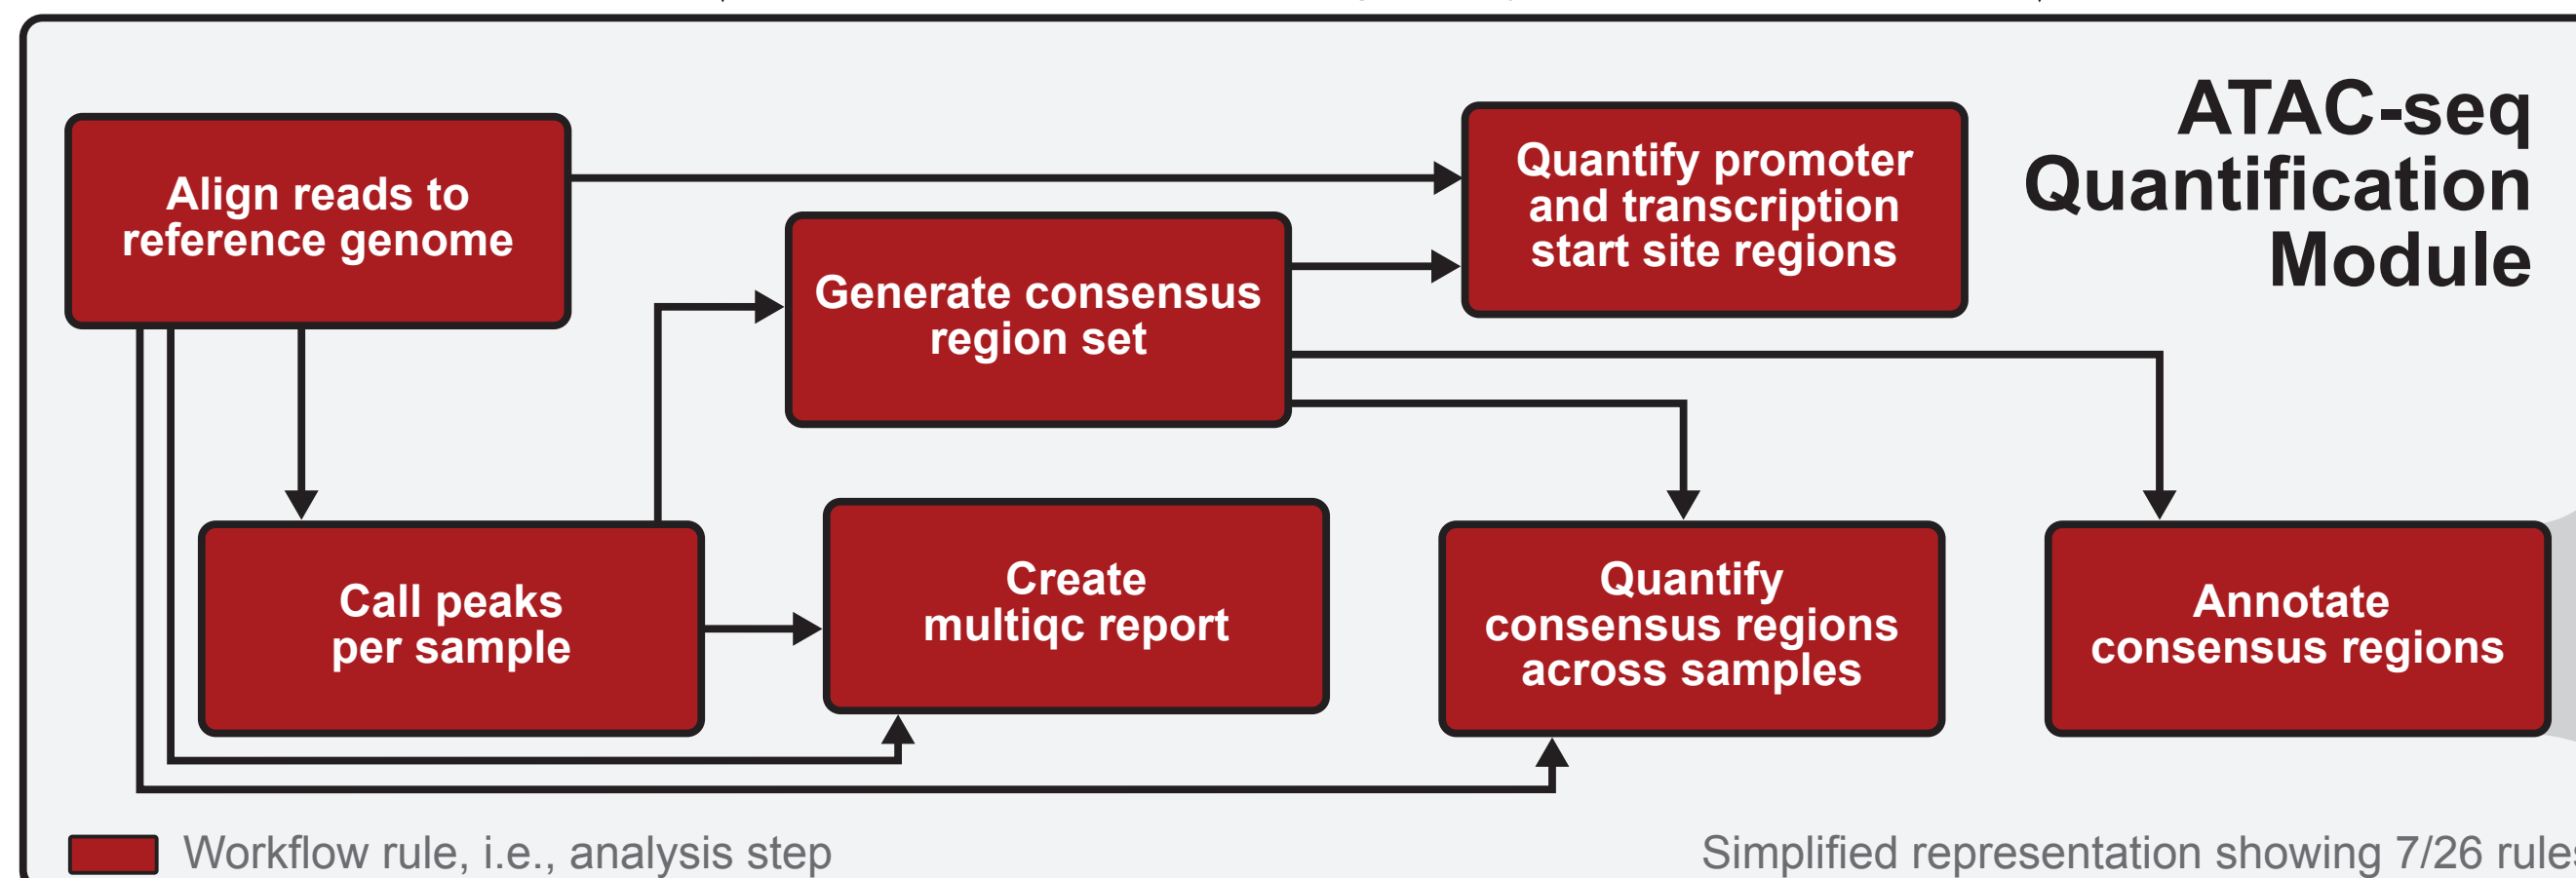 ATAC-seq
Quantification
Module
Align reads to
reference genome
Quantify promoter
and transcription
start site regions
Generate consensus
region set
Call peaks
per sample
Create
multiqc report
Quantify
consensus regions
across samples
Annotate
consensus regions
Workflow rule, i.e., analysis step
Simplified representation showing 7/26 rules